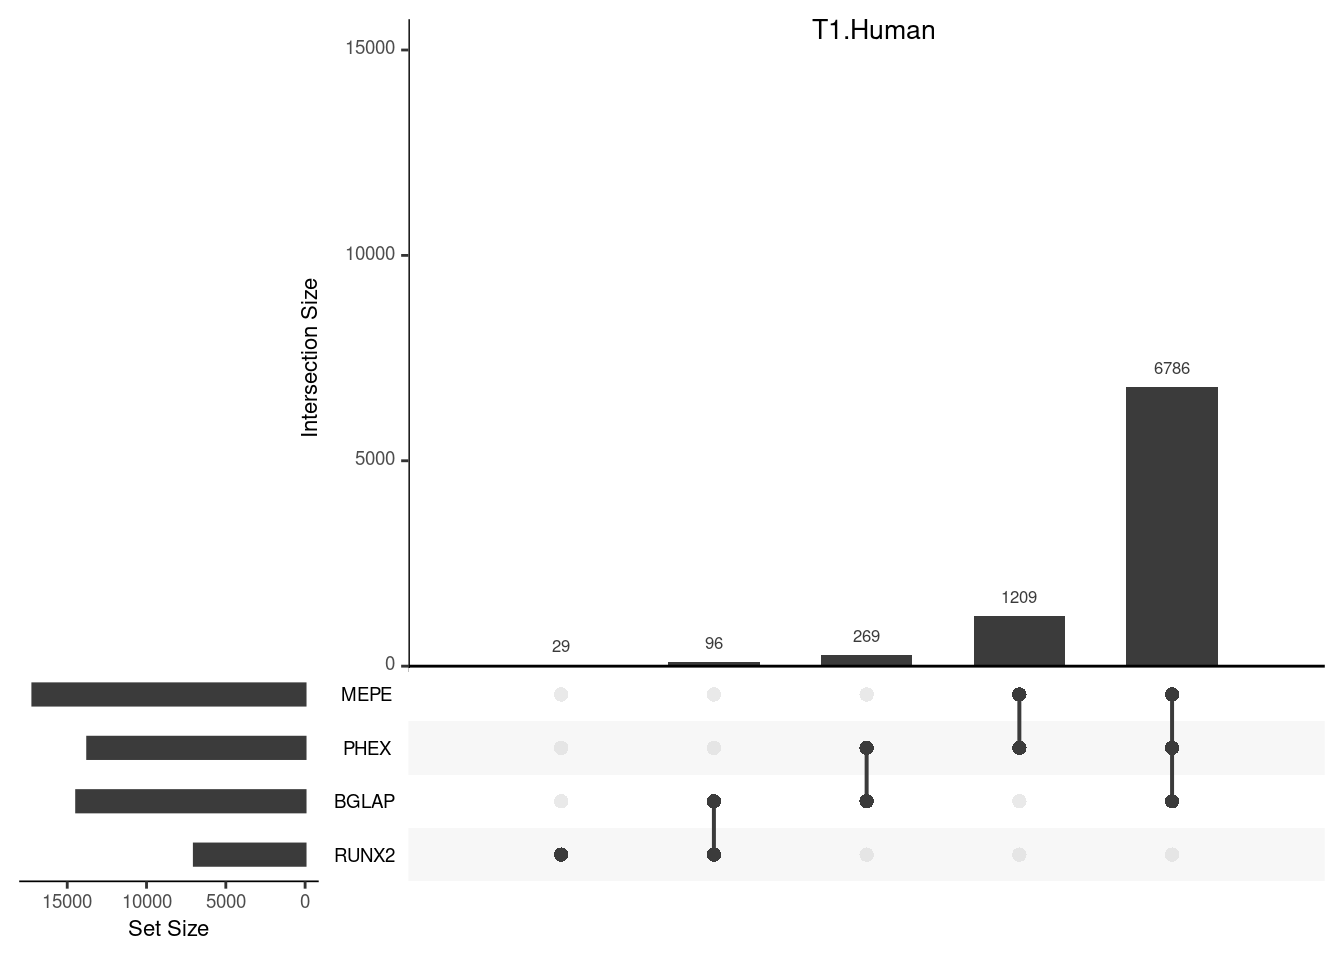 T1.Human
15000
10000
5000
0
Intersection Size
29
96
269
1209
6786
MEPE
PHEX
BGLAP
RUNX2
15000 10000 5000 0
Set Size